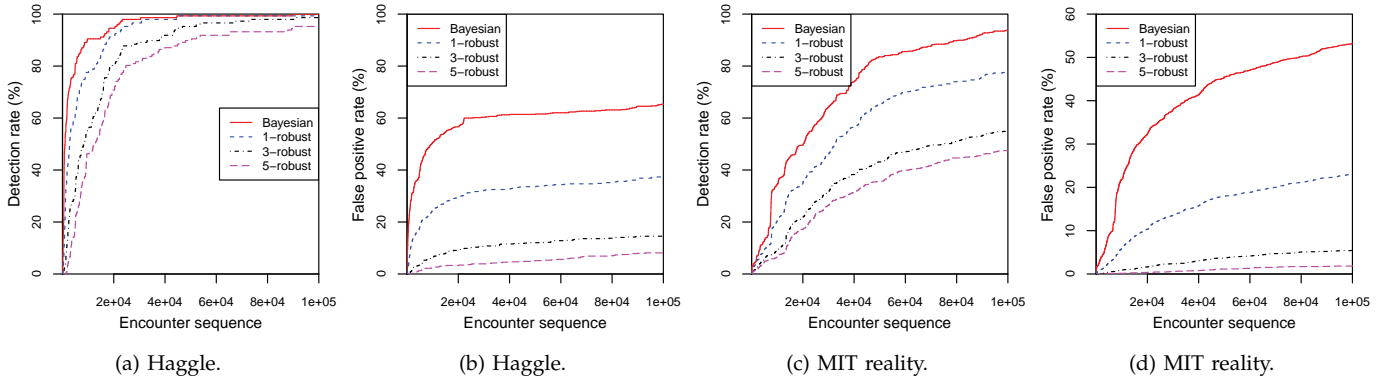 Detection rate (%)
100
80
60
40
20
0
Bayesian
1−robust
3−robust
5−robust
2e+04
4e+04
6e+04
8e+04
1e+05
Encounter sequence
(a) Haggle.
False positive rate (%)
100
80
60
40
20
0
Bayesian
1−robust
3−robust
5−robust
2e+04
4e+04
6e+04
8e+04
1e+05
Encounter sequence
(b) Haggle.
Detection rate (%)
100
80
60
40
20
0
Bayesian
1−robust
3−robust
5−robust
2e+04
4e+04
6e+04
8e+04
1e+05
Encounter sequence
(c) MIT reality.
False positive rate (%)
60
50
40
30
20
10
0
Bayesian
1−robust
3−robust
5−robust
2e+04
4e+04
6e+04
8e+04
1e+05
Encounter sequence
(d) MIT reality.